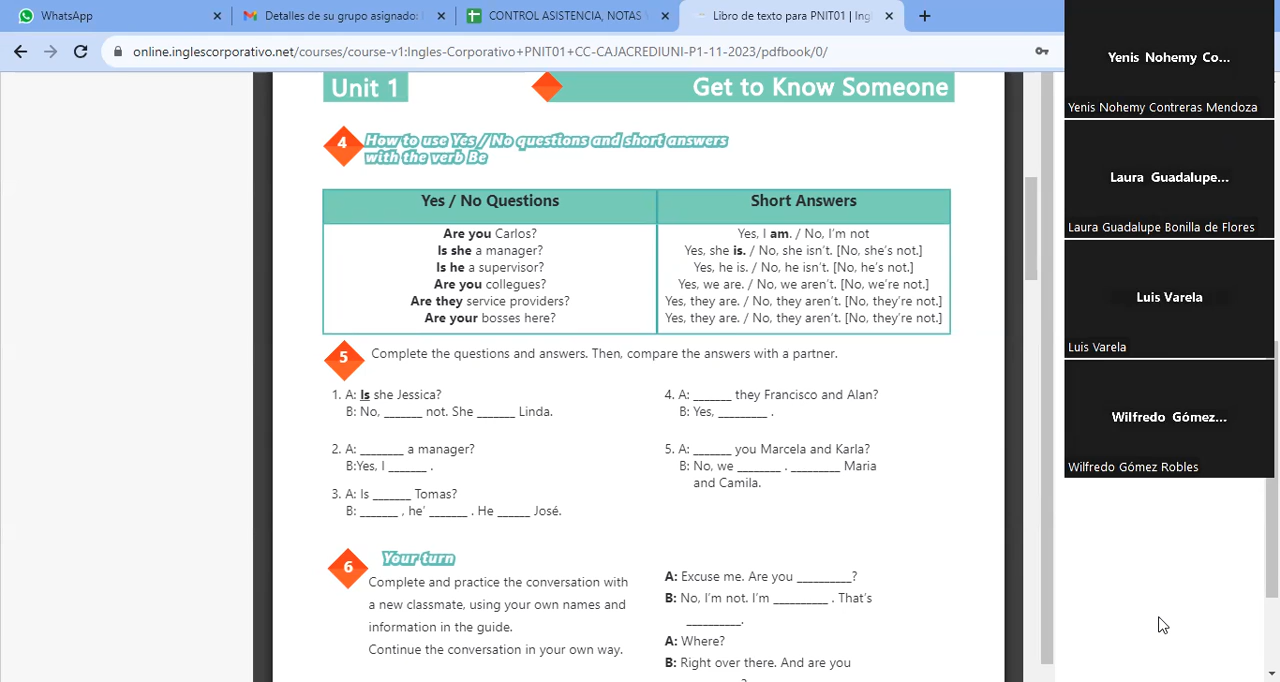 WhatsApp
Detalles de su grupo asignado:
CONTROL ASISTENCIA, NOTAS
Libro de texto para PNIT01 | Ing
online.inglescorporativo.net/courses/course-v1:Ingles-Corporativo+PNIT01+CC-CAJACREDIUNI-P1-11-2023/pdfbook/0/
Unit 1
Get to Know Someone
4
How to use Yes / No questions and short answers
with the verb Be
Yes / No Questions
Short Answers
Are you Carlos?
Yes, I am. / No, I'm not
Is she a manager?
Yes, she is. / No, she isn't. [No, she's not.]
Is he a supervisor?
Yes, he is. / No, he isn't. [No, he's not.]
Are you collegues?
Yes, we are. / No, we aren't. [No, we're not.]
Are they service providers?
Yes, they are. / No, they aren't. [No, they're not.]
Are your bosses here?
Yes, they are. / No, they aren't. [No, they're not.]
5
Complete the questions and answers. Then, compare the answers with a partner.
1. A: Is she Jessica?
B: No, _______ not. She _______ Linda.
2. A: ________ a manager?
B:Yes, I _______ .
3. A: Is _______ Tomas?
B: _______ , he' _______ . He ______ José.
4. A: _______ they Francisco and Alan?
B: Yes, _________ .
5. A: _______ you Marcela and Karla?
B: No, we ________ . _________ Maria
and Camila.
6
Your turn
Complete and practice the conversation with
a new classmate, using your own names and
information in the guide.
Continue the conversation in your own way.
A: Excuse me. Are you __________?
B: No, I'm not. I'm __________ . That's
__________.
A: Where?
B: Right over there. And are you
Yenis Nohemy Co...
Yenis Nohemy Contreras Mendoza
Laura Guadalupe...
Laura Guadalupe Bonilla de Flores
Luis Varela
Luis Varela
Wilfredo Gómez...
Wilfredo Gómez Robles